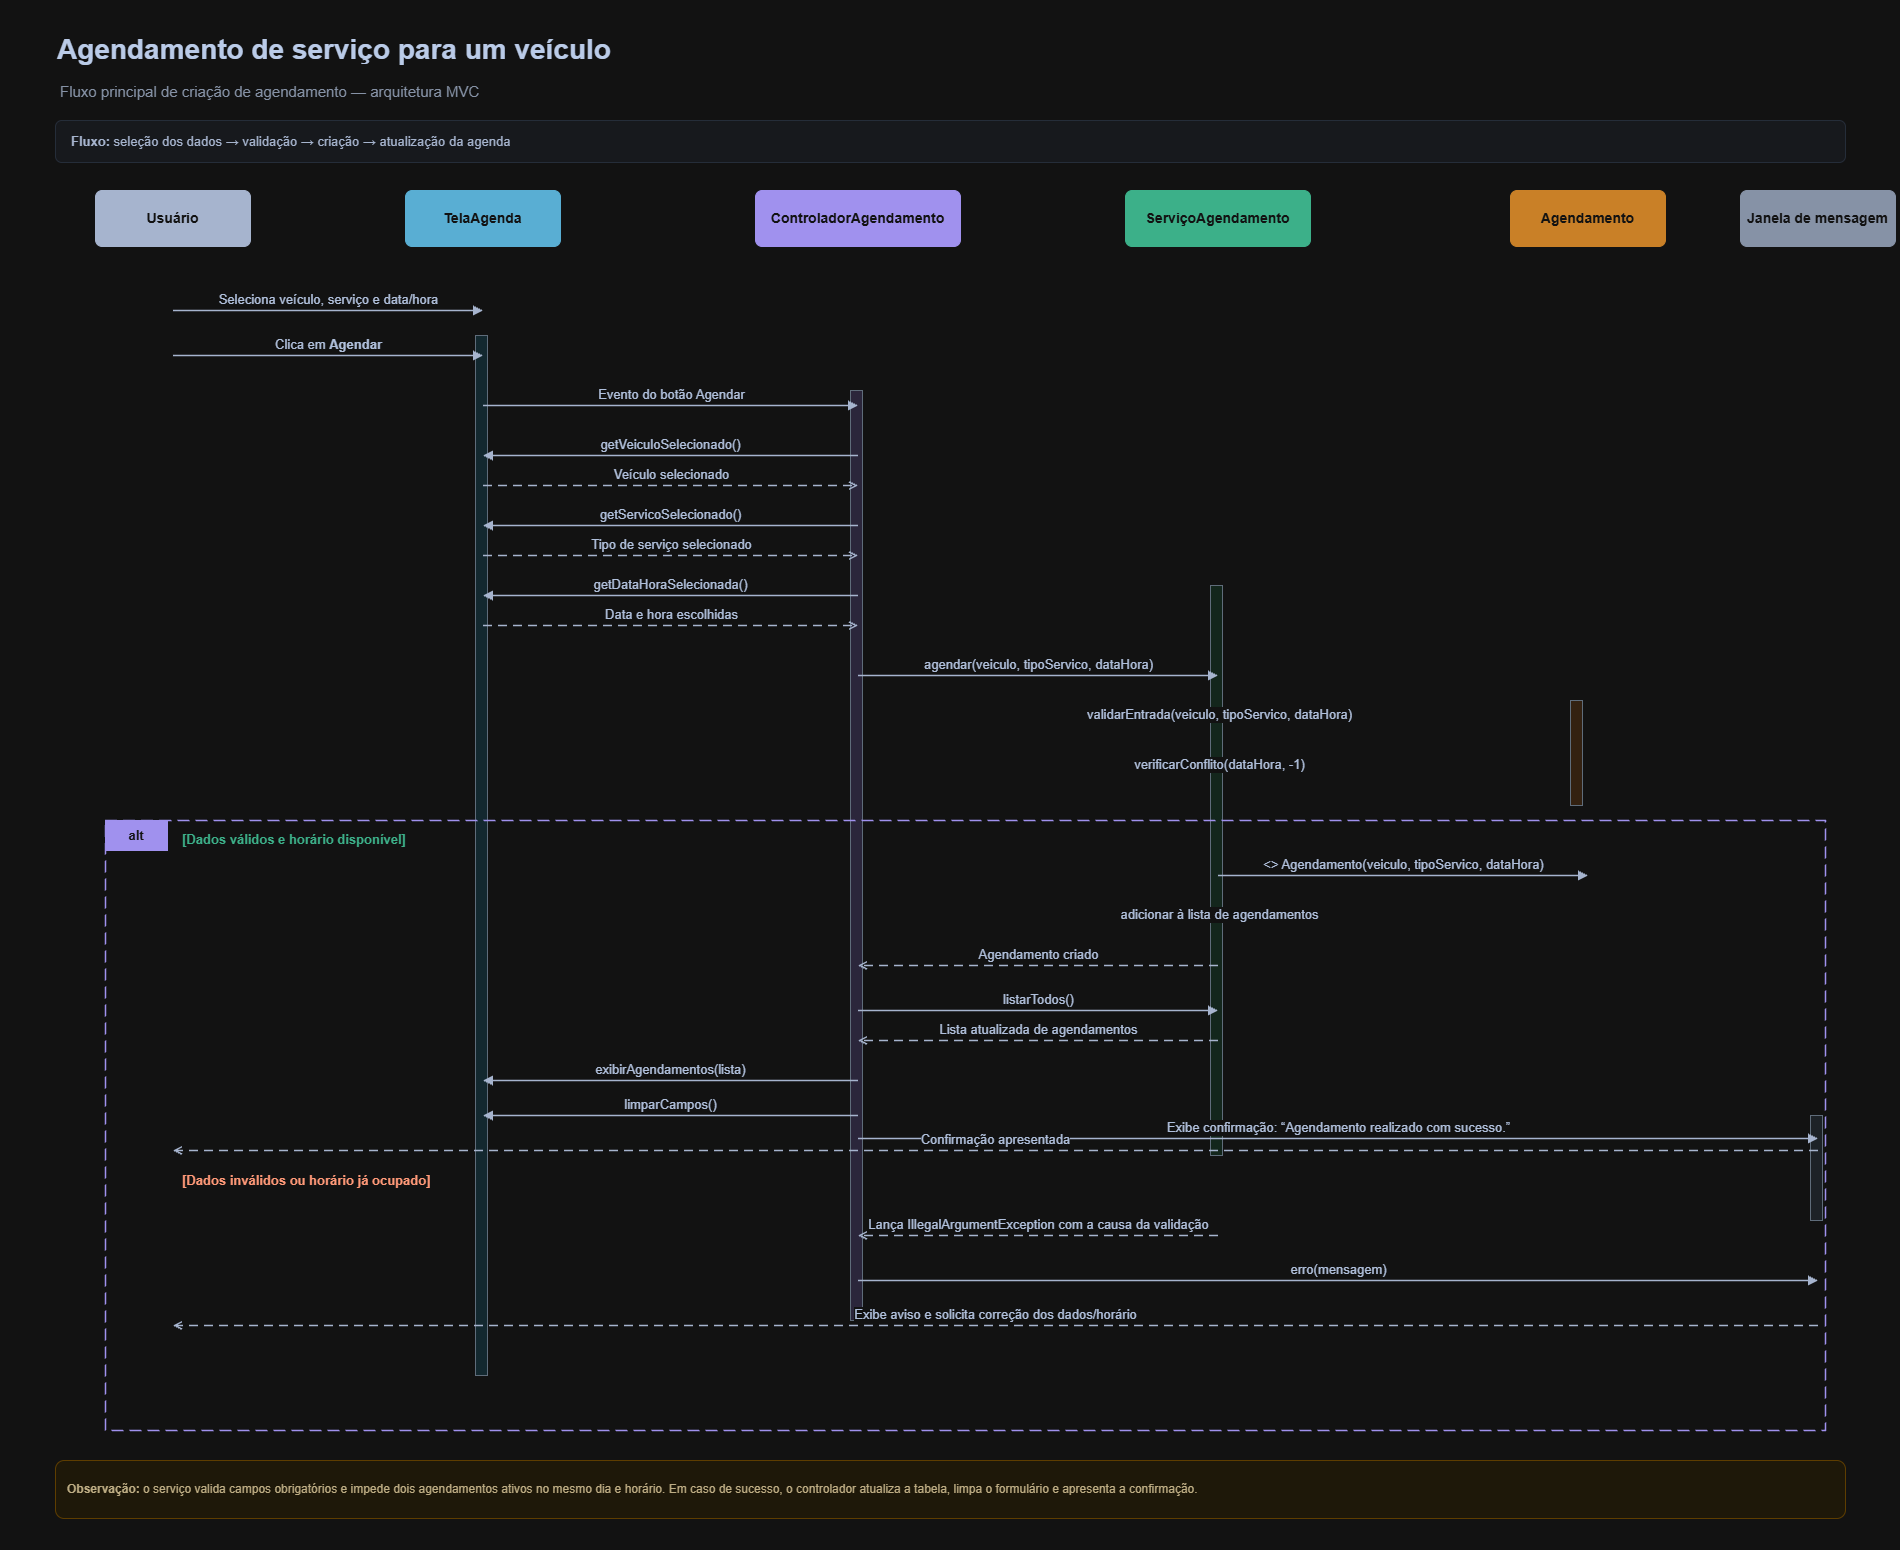 Agendamento de serviço para um veículo
Fluxo principal de criação de agendamento — arquitetura MVC
Fluxo: seleção dos dados → validação → criação → atualização da agenda
Usuário
TelaAgenda
ControladorAgendamento
ServiçoAgendamento
Agendamento
Janela de mensagem
Seleciona veículo, serviço e data/hora
Clica em Agendar
Evento do botão Agendar
getVeiculoSelecionado()
Veículo selecionado
getServicoSelecionado()
Tipo de serviço selecionado
getDataHoraSelecionada()
Data e hora escolhidas
agendar(veiculo, tipoServico, dataHora)
validarEntrada(veiculo, tipoServico, dataHora)
verificarConflito(dataHora, -1)
alt
[Dados válidos e horário disponível]
<> Agendamento(veiculo, tipoServico, dataHora)
adicionar à lista de agendamentos
Agendamento criado
listarTodos()
Lista atualizada de agendamentos
exibirAgendamentos(lista)
limparCampos()
Exibe confirmação: “Agendamento realizado com sucesso.”
Confirmação apresentada
[Dados inválidos ou horário já ocupado]
Lança IllegalArgumentException com a causa da validação
erro(mensagem)
Exibe aviso e solicita correção dos dados/horário
Observação: o serviço valida campos obrigatórios e impede dois agendamentos ativos no mesmo dia e horário. Em caso de sucesso, o controlador atualiza a tabela, limpa o formulário e apresenta a confirmação.